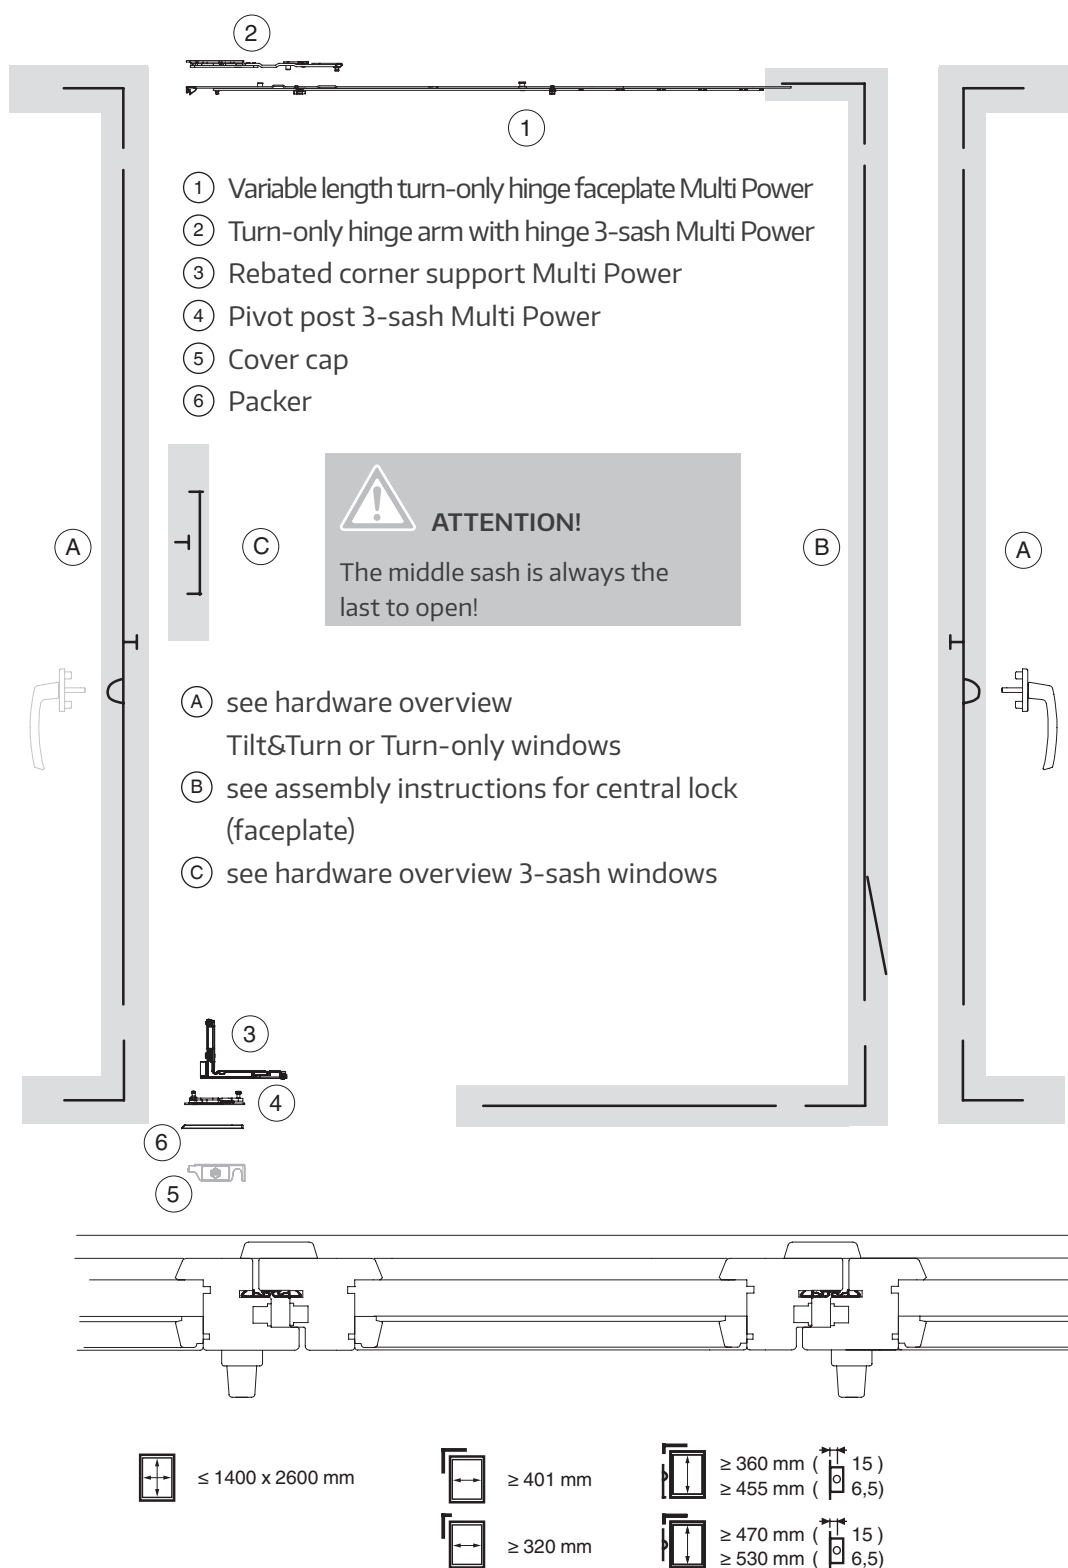 2
1
1 Variable length turn-only hinge faceplate Multi Power
2 Turn-only hinge arm with hinge 3-sash Multi Power
3 Rebated corner support Multi Power
4 Pivot post 3-sash Multi Power
5 Cover cap
6 Packer
ATTENTION!
The middle sash is always the
last to open!
A
C
B
A
A see hardware overview
Tilt&Turn or Turn-only windows
B see assembly instructions for central lock
(faceplate)
C see hardware overview 3-sash windows
3
4
6
5
≤ 1400 x 2600 mm
≥ 401 mm
≥ 360 mm ( 15 )
≥ 455 mm ( 6,5)
≥ 320 mm
≥ 470 mm ( 15 )
≥ 530 mm ( 6,5)